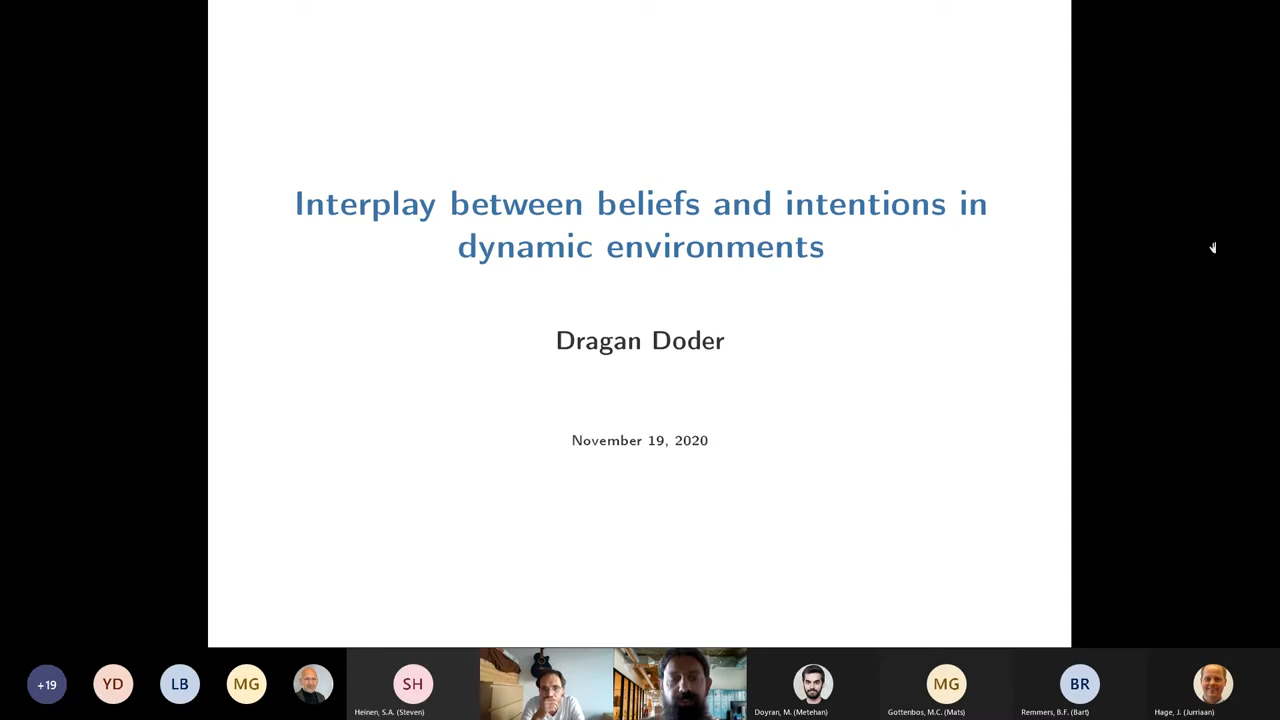 Interplay between beliefs and intentions in
dynamic environments
Dragan Doder
November 19, 2020
+19
YD
LB
MG
SH
Heinen, S.A. (Steven)
Doyran, M. (Metehan)
MG
Gottenbos, M.C. (Mats)
BR
Remmers, B.F. (Bart)
Hage, J. (Jurriaan)